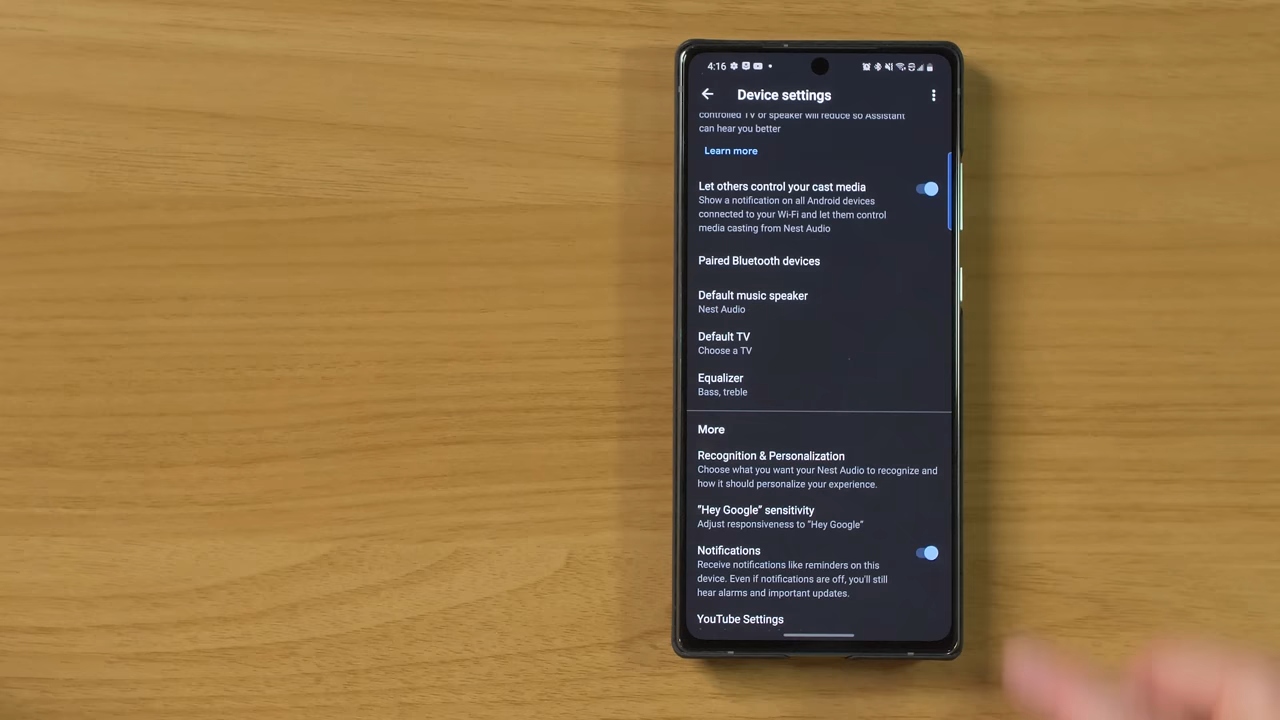 4:16
Device settings
controlled TV or speaker will reduce so Assistant
can hear you better
Learn more
Let others control your cast media
Show a notification on all Android devices
connected to your Wi-Fi and let them control
media casting from Nest Audio
Paired Bluetooth devices
Default music speaker
Nest Audio
Default TV
Choose a TV
Equalizer
Bass, treble
More
Recognition & Personalization
Choose what you want your Nest Audio to recognize and
how it should personalize your experience.
“Hey Google” sensitivity
Adjust responsiveness to “Hey Google”
Notifications
Receive notifications like reminders on this
device. Even if notifications are off, you'll still
hear alarms and important updates.
YouTube Settings